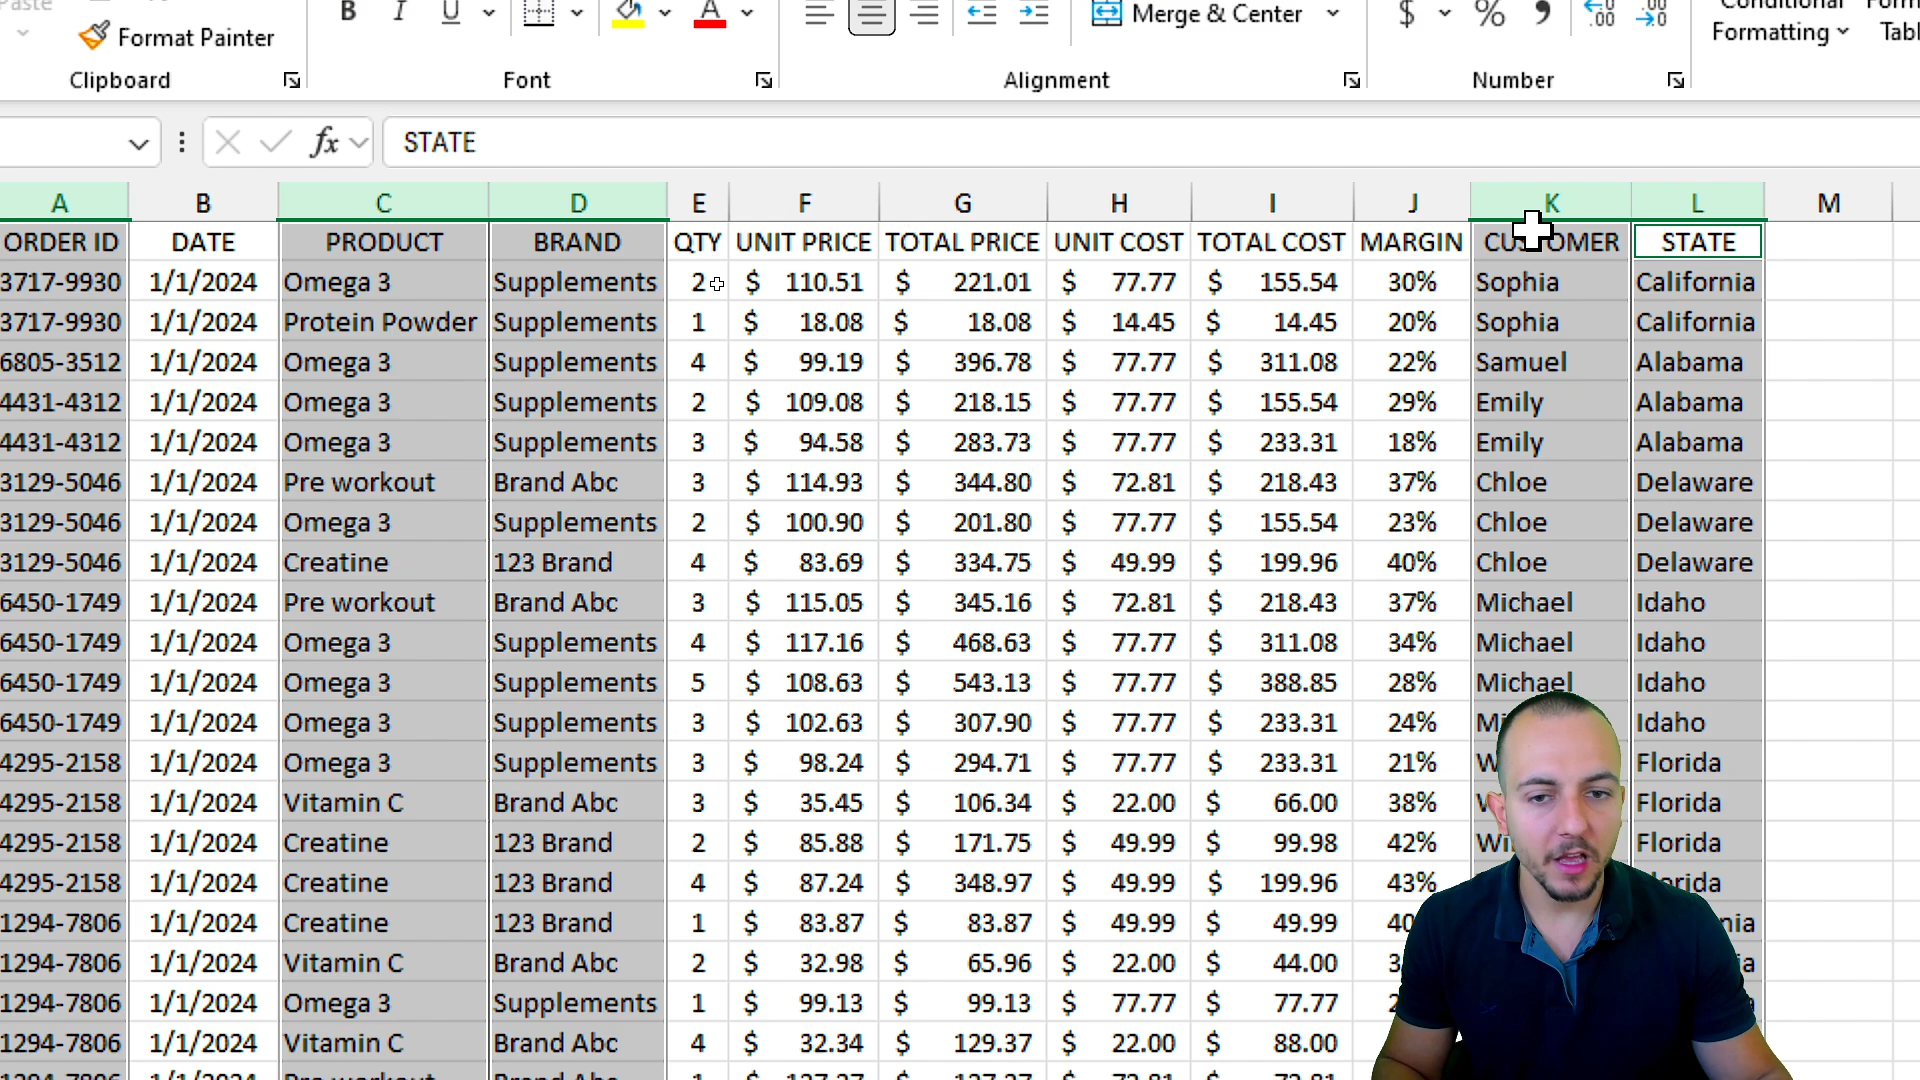 Paste
Format Painter
B I U A
Merge & Center
$ % 9 .00 .00 →0
Conditional
Formatting
Clipboard Font Alignment Number
fx STATE
A B C D E F G H I J K L M
ORDER ID DATE PRODUCT BRAND QTY UNIT PRICE TOTAL PRICE UNIT COST TOTAL COST MARGIN CUSTOMER STATE
3717-9930 1/1/2024 Omega 3 Supplements 2 $ 110.51 $ 221.01 $ 77.77 $ 155.54 30% Sophia California
3717-9930 1/1/2024 Protein Powder Supplements 1 $ 18.08 $ 18.08 $ 14.45 $ 14.45 20% Sophia California
6805-3512 1/1/2024 Omega 3 Supplements 4 $ 99.19 $ 396.78 $ 77.77 $ 311.08 22% Samuel Alabama
4431-4312 1/1/2024 Omega 3 Supplements 2 $ 109.08 $ 218.15 $ 77.77 $ 155.54 29% Emily Alabama
4431-4312 1/1/2024 Omega 3 Supplements 3 $ 94.58 $ 283.73 $ 77.77 $ 233.31 18% Emily Alabama
3129-5046 1/1/2024 Pre workout Brand Abc 3 $ 114.93 $ 344.80 $ 72.81 $ 218.43 37% Chloe Delaware
3129-5046 1/1/2024 Omega 3 Supplements 2 $ 100.90 $ 201.80 $ 77.77 $ 155.54 23% Chloe Delaware
3129-5046 1/1/2024 Creatine 123 Brand 4 $ 83.69 $ 334.75 $ 49.99 $ 199.96 40% Chloe Delaware
6450-1749 1/1/2024 Pre workout Brand Abc 3 $ 115.05 $ 345.16 $ 72.81 $ 218.43 37% Michael Idaho
6450-1749 1/1/2024 Omega 3 Supplements 4 $ 117.16 $ 468.63 $ 77.77 $ 311.08 34% Michael Idaho
6450-1749 1/1/2024 Omega 3 Supplements 5 $ 108.63 $ 543.13 $ 77.77 $ 388.85 28% Michael Idaho
6450-1749 1/1/2024 Omega 3 Supplements 3 $ 102.63 $ 307.90 $ 77.77 $ 233.31 24% Idaho
4295-2158 1/1/2024 Omega 3 Supplements 3 $ 98.24 $ 294.71 $ 77.77 $ 233.31 21% Florida
4295-2158 1/1/2024 Vitamin C Brand Abc 3 $ 35.45 $ 106.34 $ 22.00 $ 66.00 38% Florida
4295-2158 1/1/2024 Creatine 123 Brand 2 $ 85.88 $ 171.75 $ 49.99 $ 99.98 42% Florida
4295-2158 1/1/2024 Creatine 123 Brand 4 $ 87.24 $ 348.97 $ 49.99 $ 199.96 43%
1294-7806 1/1/2024 Creatine 123 Brand 1 $ 83.87 $ 83.87 $ 49.99 $ 49.99
1294-7806 1/1/2024 Vitamin C Brand Abc 2 $ 32.98 $ 65.96 $ 22.00 $ 44.00
1294-7806 1/1/2024 Omega 3 Supplements 1 $ 99.13 $ 99.13 $ 77.77 $ 77.77
1294-7806 1/1/2024 Vitamin C Brand Abc 4 $ 32.34 $ 129.37 $ 22.00 $ 88.00